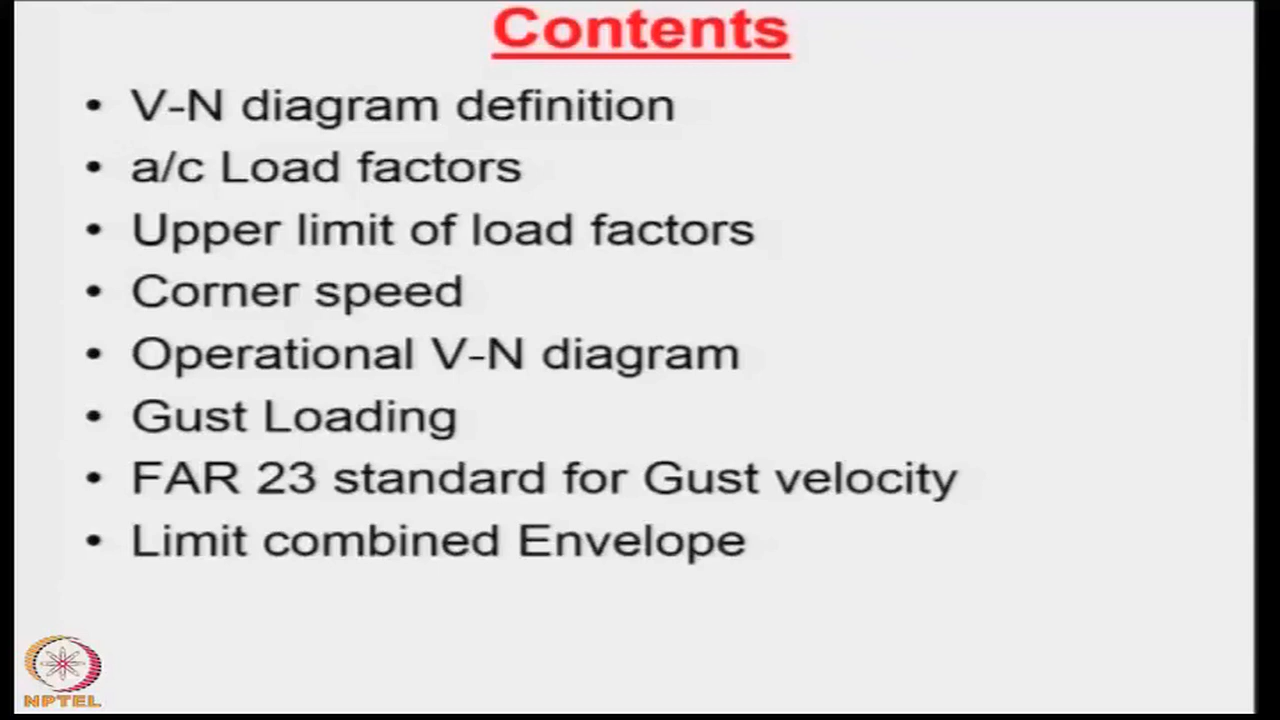 Contents
• V-N diagram definition
• a/c Load factors
• Upper limit of load factors
• Corner speed
• Operational V-N diagram
• Gust Loading
• FAR 23 standard for Gust velocity
• Limit combined Envelope
NPTEL